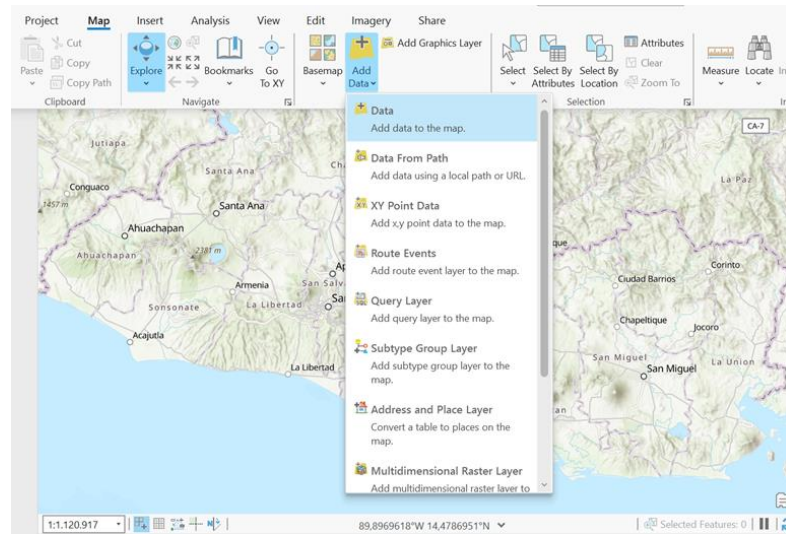 Project Map Insert Analysis View Edit Imagery Share
Cut
Copy
Copy Path
Paste
Clipboard
Explore
Bookmarks
Go
To XY
Navigate
Basemap
Add
Data
Add Graphics Layer
Select
Select By
Attributes
Select By
Location
Attributes
Clear
Zoom To
Selection
Measure
Locate
Data
Add data to the map.
Data From Path
Add data using a local path or URL.
XY Point Data
Add x,y point data to the map.
Route Events
Add route event layer to the map.
Query Layer
Add query layer to the map.
Subtype Group Layer
Add subtype group layer to the
map.
Address and Place Layer
Convert a table to places on the
map.
Multidimensional Raster Layer
Add multidimensional raster layer to
Jutiapa
Santa Ana
Conguaco
1457 m
Santa Ana
Ahuachapan
Ahuachapan
2381 m
Armenia
Sonsonate
La Libertad
Acajutla
La Libertad
CA-7
La Paz
Corinto
Ciudad Barrios
Chapeltique
Jocoro
San Miguel
La Union
San Miguel
1:1.120.917
89,8969618°W 14,4786951°N
Selected Features: 0